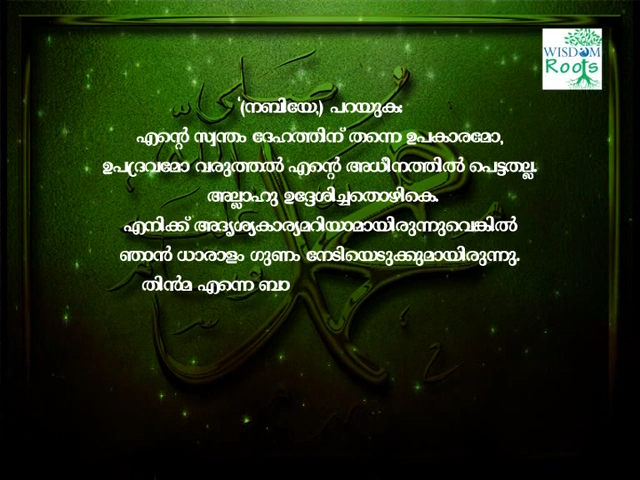 WISDOM
Roots
'(നബിയേ,) പറയുക:
എന്റെ സ്വന്തം ദേഹത്തിന് തന്നെ ഉപകാരമോ,
ഉപദ്രവമോ വരുത്തൽ എന്റെ അധീനത്തിൽ പെട്ടതല്ല.
അല്ലാഹു ഉദ്ദേശിച്ചതൊഴികെ.
എനിക്ക് അദൃശ്യകാര്യമറിയാമായിരുന്നുവെങ്കിൽ
ഞാൻ ധാരാളം ഗുണം നേടിയെടുക്കുമായിരുന്നു.
തിൻമ എന്നെ ബാ